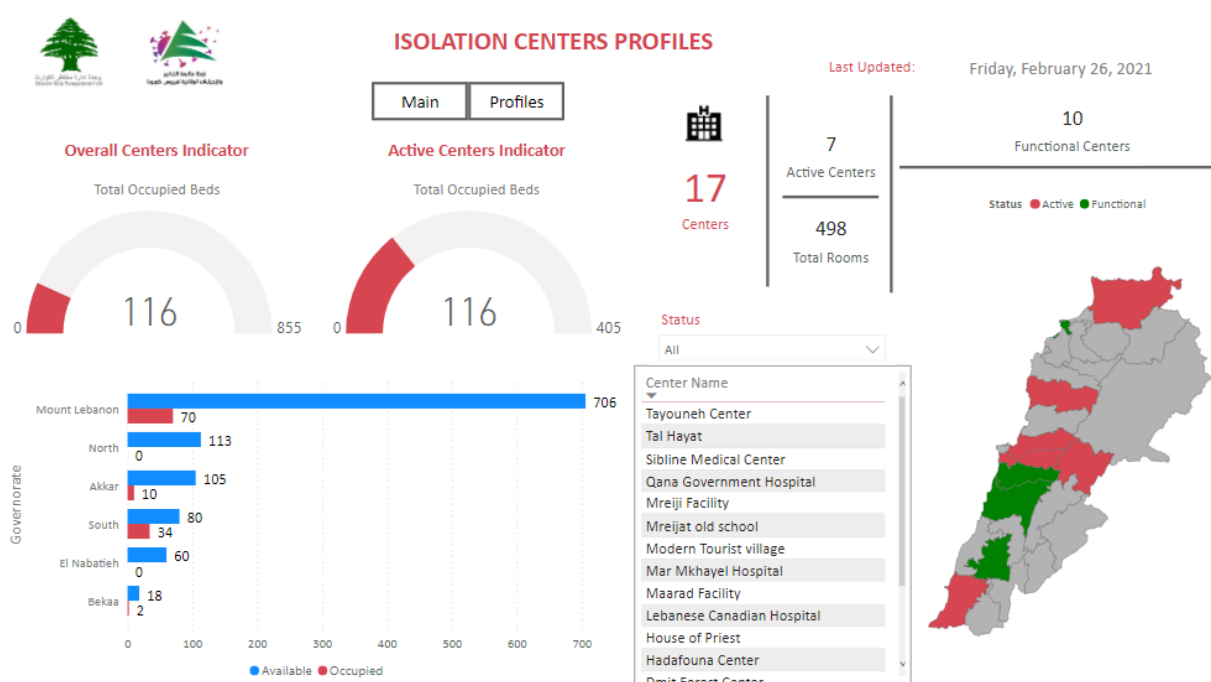 وحدة إدارة مخاطر الكوارث
ISOLATION CENTERS PROFILES
Main
Profiles
Last Updated:
Friday, February 26, 2021
17
Centers
7
Active Centers
498
Total Rooms
10
Functional Centers
Status Active Functional
Overall Centers Indicator
Total Occupied Beds
116
0
855
Active Centers Indicator
Total Occupied Beds
116
0
405
Governorate
Mount Lebanon
706
70
North
113
0
Akkar
105
10
South
80
34
El Nabatieh
60
0
Bekaa
18
2
0 100 200 300 400 500 600 700
Available Occupied
Status
All
Center Name
Tayouneh Center
Tal Hayat
Sibline Medical Center
Qana Government Hospital
Mreiji Facility
Mreijat old school
Modern Tourist village
Mar Mkhayel Hospital
Maarad Facility
Lebanese Canadian Hospital
House of Priest
Hadafouna Center